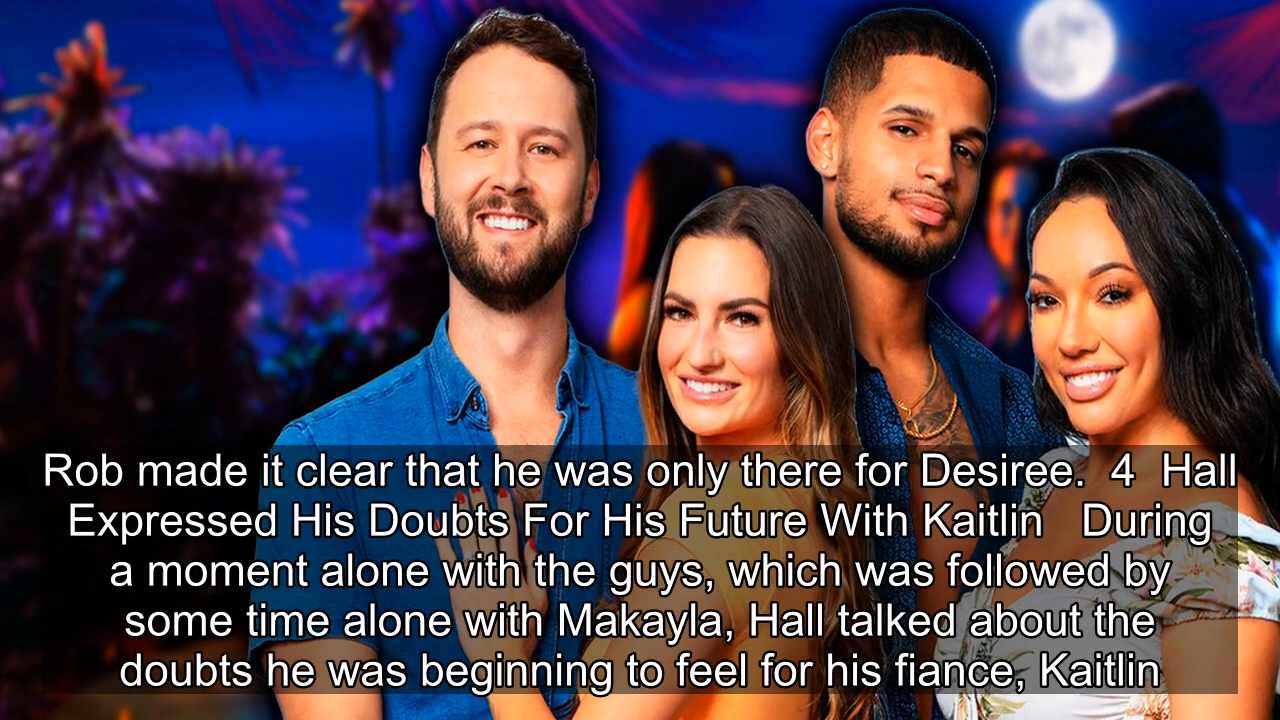 Rob made it clear that he was only there for Desiree.  4  Hall
Expressed His Doubts For His Future With Kaitlin   During
a moment alone with the guys, which was followed by
some time alone with Makayla, Hall talked about the
doubts he was beginning to feel for his fiance, Kaitlin